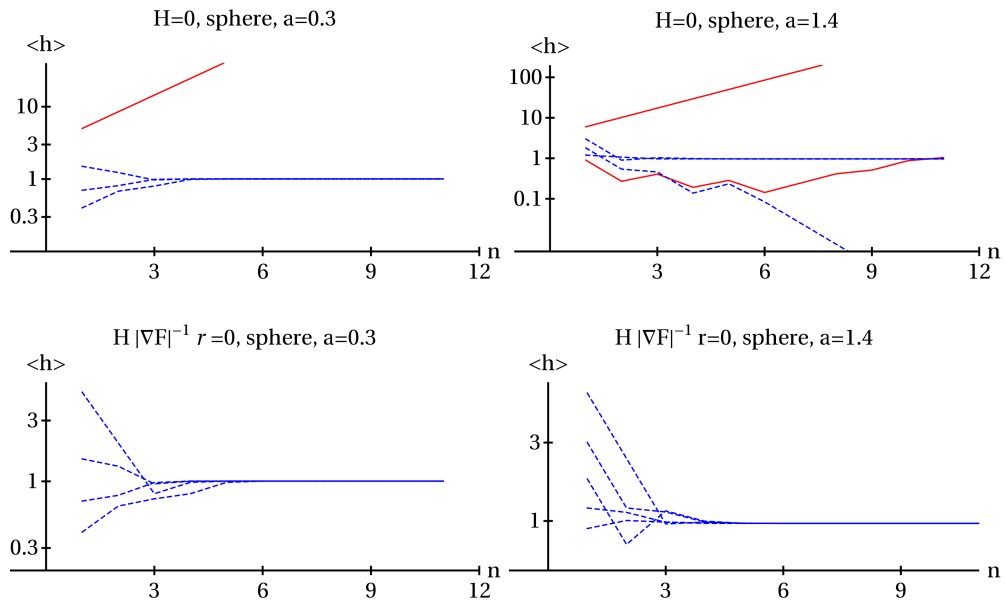 H=0, sphere, a=0.3
<h>
10
3
1
0.3
3
6
9
12
n
H=0, sphere, a=1.4
<h>
100
10
1
0.1
3
6
9
12
n
H |∇F|⁻¹ r =0, sphere, a=0.3
<h>
3
1
0.3
3
6
9
12
n
H |∇F|⁻¹ r=0, sphere, a=1.4
<h>
3
1
3
6
9
n